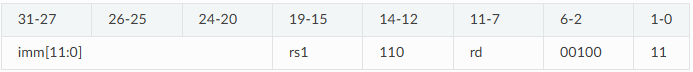 31-27 26-25 24-20 19-15 14-12 11-7 6-2 1-0
imm[11:0] rs1 110 rd 00100 11